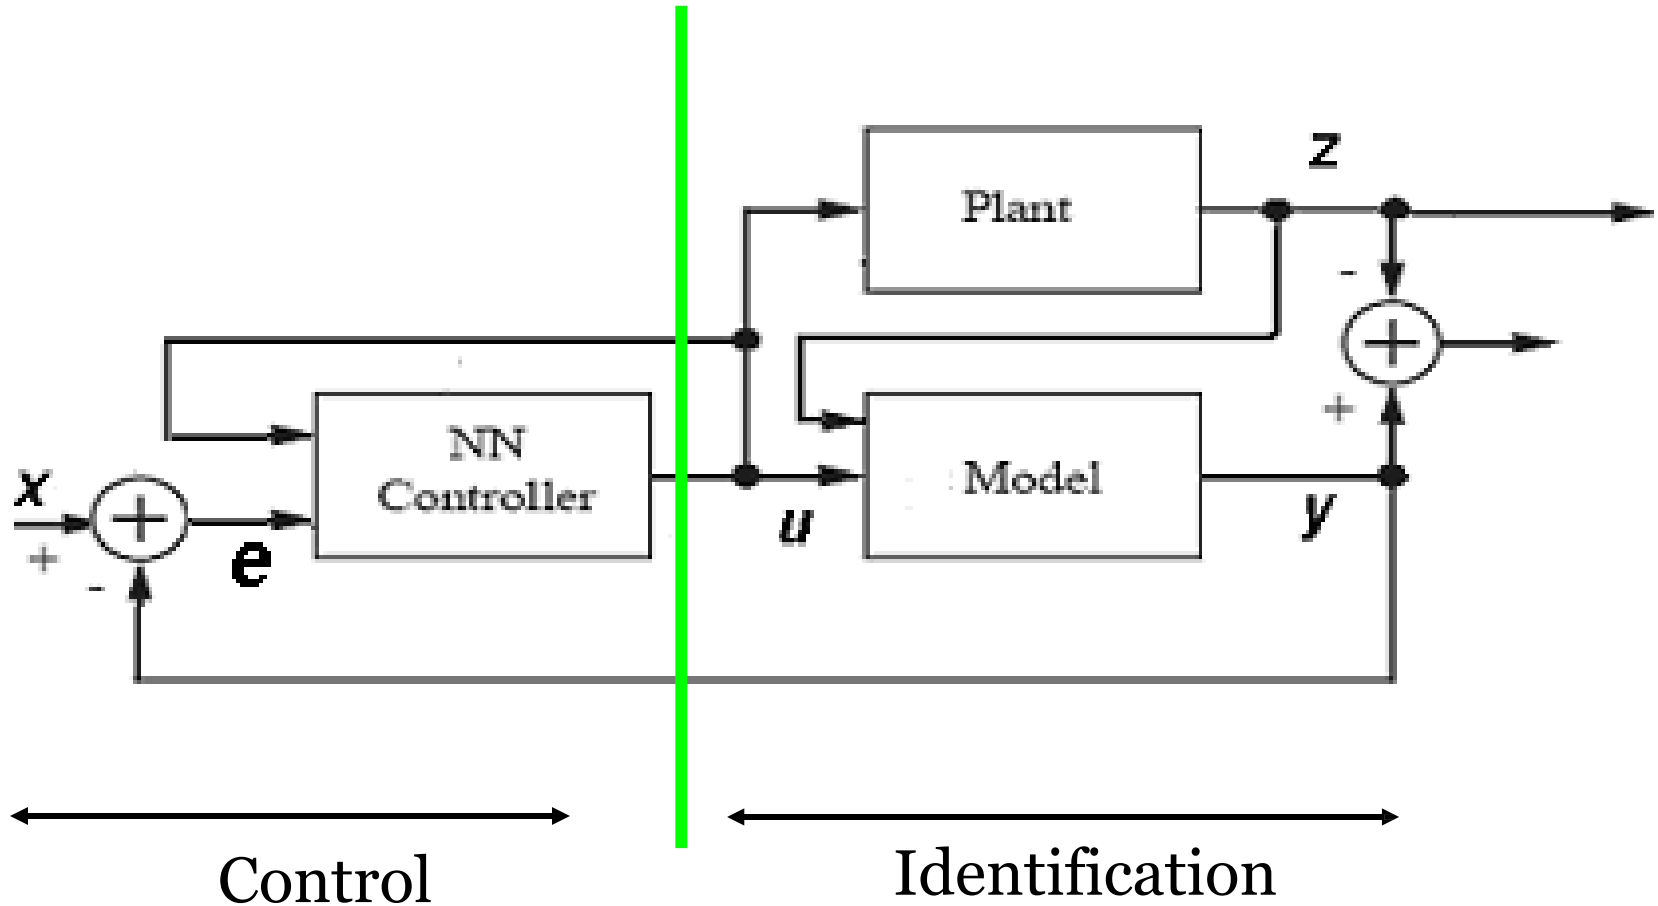 Plant
z
-
+
NN
Controller
Model
x
+
-
e
u
y
+
+
Control
Identification